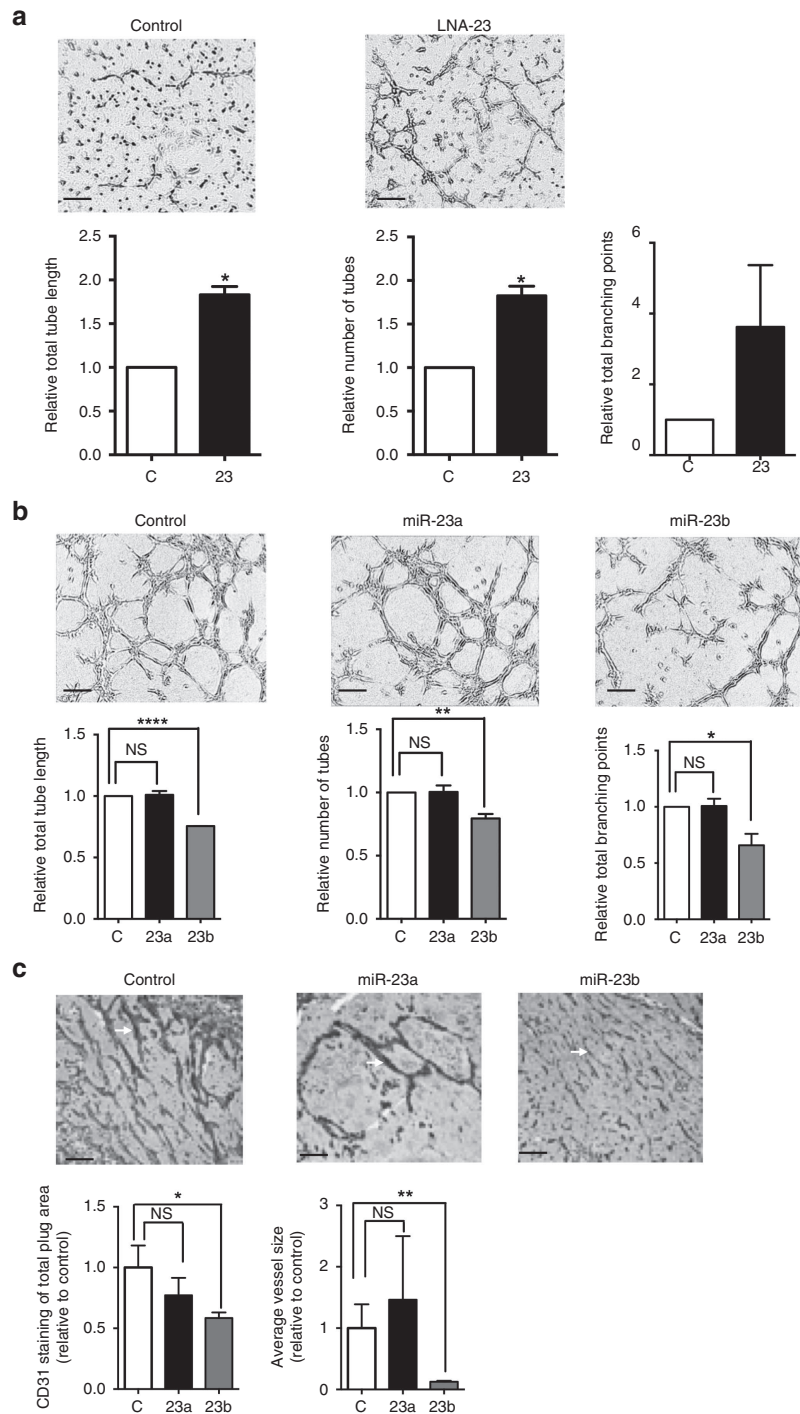 a
Control
LNA-23
Relative total tube length
2.5
2.0
1.5
1.0
0.5
0.0
*
C
23
Relative number of tubes
2.5
2.0
1.5
1.0
0.5
0.0
*
C
23
Relative total branching points
6
4
2
0
C
23
b
Control
miR-23a
miR-23b
Relative total tube length
1.5
1.0
0.5
0.0
****
NS
C
23a
23b
Relative number of tubes
1.5
1.0
0.5
0.0
**
NS
C
23a
23b
Relative total branching points
1.5
1.0
0.5
0.0
*
NS
C
23a
23b
c
Control
miR-23a
miR-23b
CD31 staining of total plug area
(relative to control)
1.5
1.0
0.5
0.0
*
NS
C
23a
23b
Average vessel size
(relative to control)
3
2
1
0
**
NS
C
23a
23b